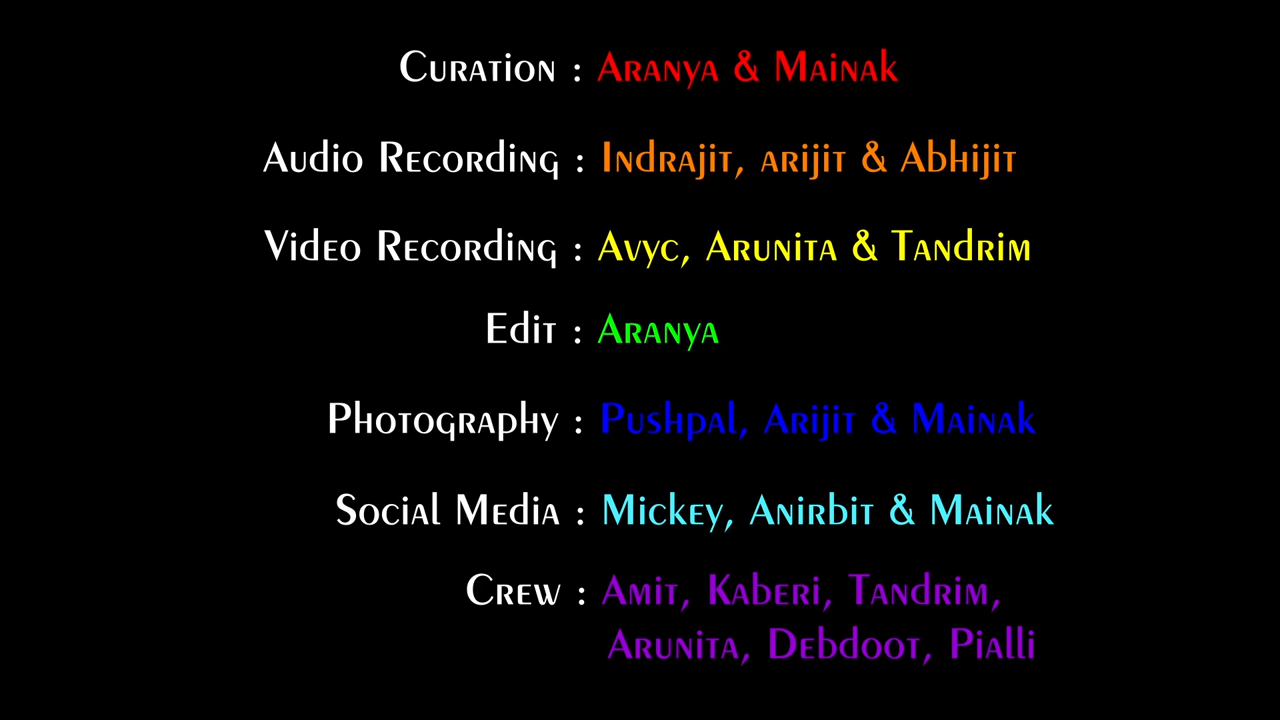 Curation : Aranya & Mainak
Audio Recording : Indrajit, arijit & Abhijit
Video Recording : Avyc, Arunita & Tandrim
Edit : Aranya
Photography : Pushpal, Arijit & Mainak
Social Media : Mickey, Anirbit & Mainak
Crew : Amit, Kaberi, Tandrim,
Arunita, Debdoot, Pialli